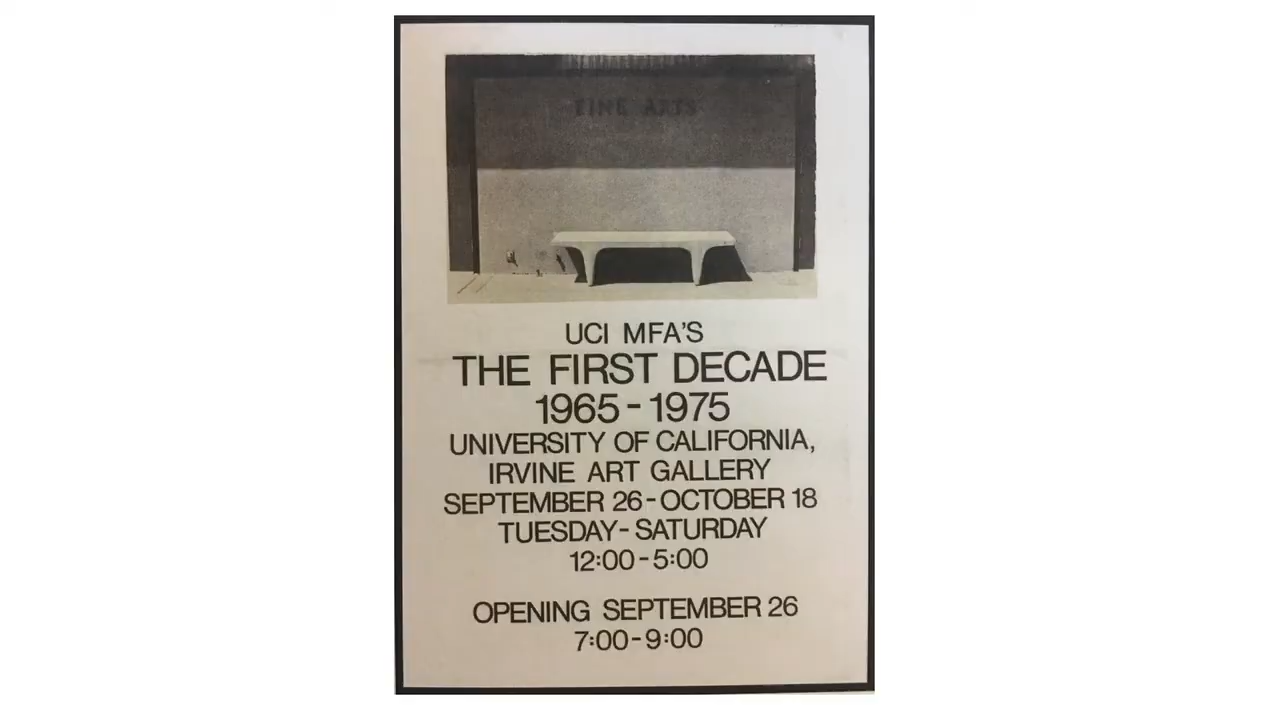 FINE ARTS
UCI MFA'S
THE FIRST DECADE
1965-1975
UNIVERSITY OF CALIFORNIA,
IRVINE ART GALLERY
SEPTEMBER 26-OCTOBER 18
TUESDAY-SATURDAY
12:00-5:00
OPENING SEPTEMBER 26
7:00-9:00